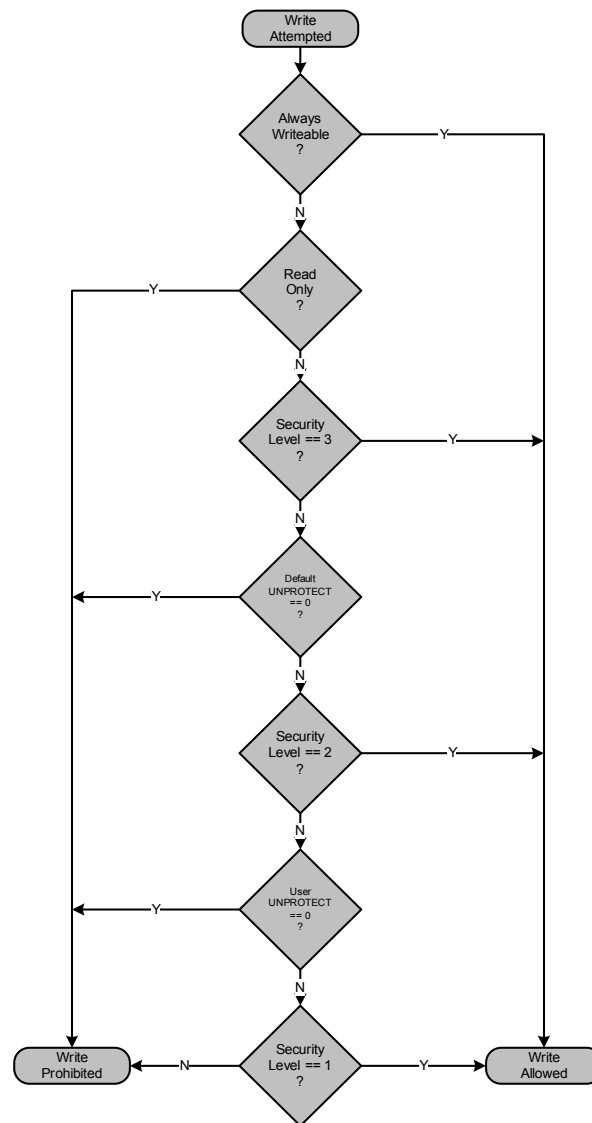 Write
Attempted
Always
Writeable
?
Y
N
Read
Only
?
Y
N
Security
Level == 3
?
Y
N
Default
UNPROTECT
== 0
?
Y
N
Security
Level == 2
?
Y
N
User
UNPROTECT
== 0
?
Y
N
Write
Prohibited
N
Security
Level == 1
?
Y
Write
Allowed